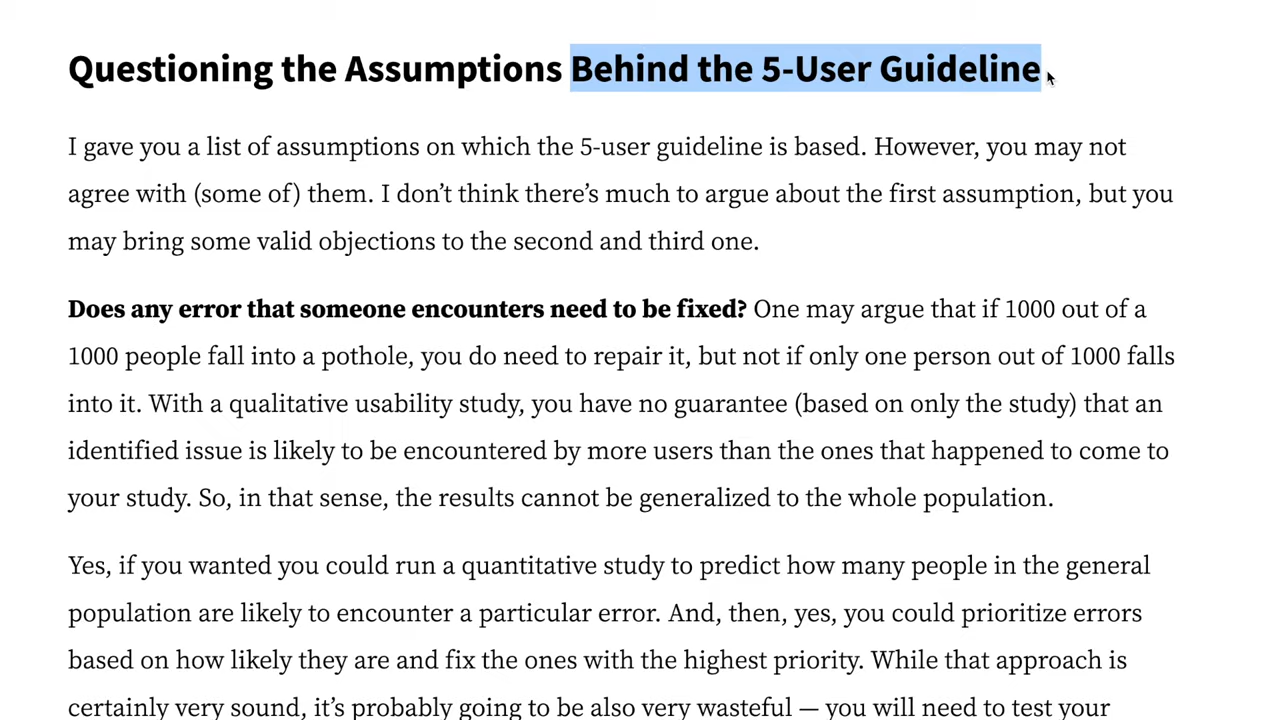 Questioning the Assumptions Behind the 5-User Guideline
I gave you a list of assumptions on which the 5-user guideline is based. However, you may not
agree with (some of) them. I don’t think there’s much to argue about the first assumption, but you
may bring some valid objections to the second and third one.
Does any error that someone encounters need to be fixed? One may argue that if 1000 out of a
1000 people fall into a pothole, you do need to repair it, but not if only one person out of 1000 falls
into it. With a qualitative usability study, you have no guarantee (based on only the study) that an
identified issue is likely to be encountered by more users than the ones that happened to come to
your study. So, in that sense, the results cannot be generalized to the whole population.
Yes, if you wanted you could run a quantitative study to predict how many people in the general
population are likely to encounter a particular error. And, then, yes, you could prioritize errors
based on how likely they are and fix the ones with the highest priority. While that approach is
certainly very sound, it’s probably going to be also very wasteful — you will need to test your